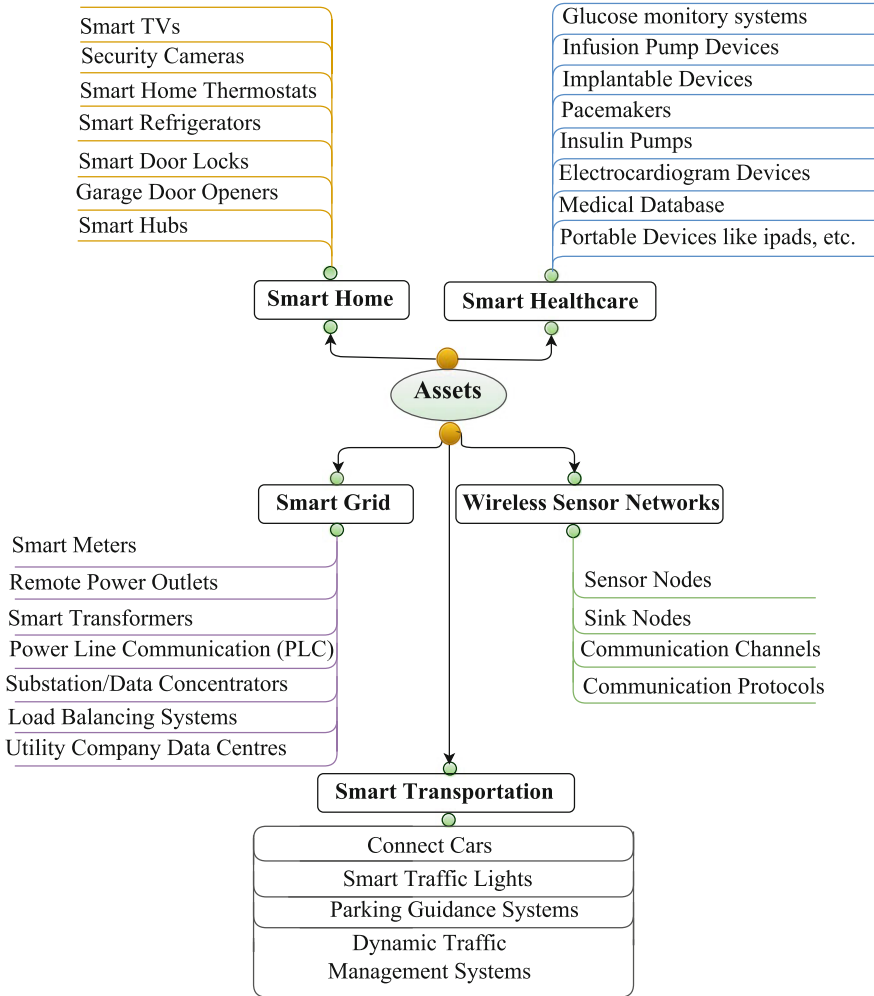 Smart TVs
Security Cameras
Smart Home Thermostats
Smart Refrigerators
Smart Door Locks
Garage Door Openers
Smart Hubs
Smart Home
Glucose monitory systems
Infusion Pump Devices
Implantable Devices
Pacemakers
Insulin Pumps
Electrocardiogram Devices
Medical Database
Portable Devices like ipads, etc.
Smart Healthcare
Assets
Smart Grid
Smart Meters
Remote Power Outlets
Smart Transformers
Power Line Communication (PLC)
Substation/Data Concentrators
Load Balancing Systems
Utility Company Data Centres
Wireless Sensor Networks
Sensor Nodes
Sink Nodes
Communication Channels
Communication Protocols
Smart Transportation
Connect Cars
Smart Traffic Lights
Parking Guidance Systems
Dynamic Traffic
Management Systems